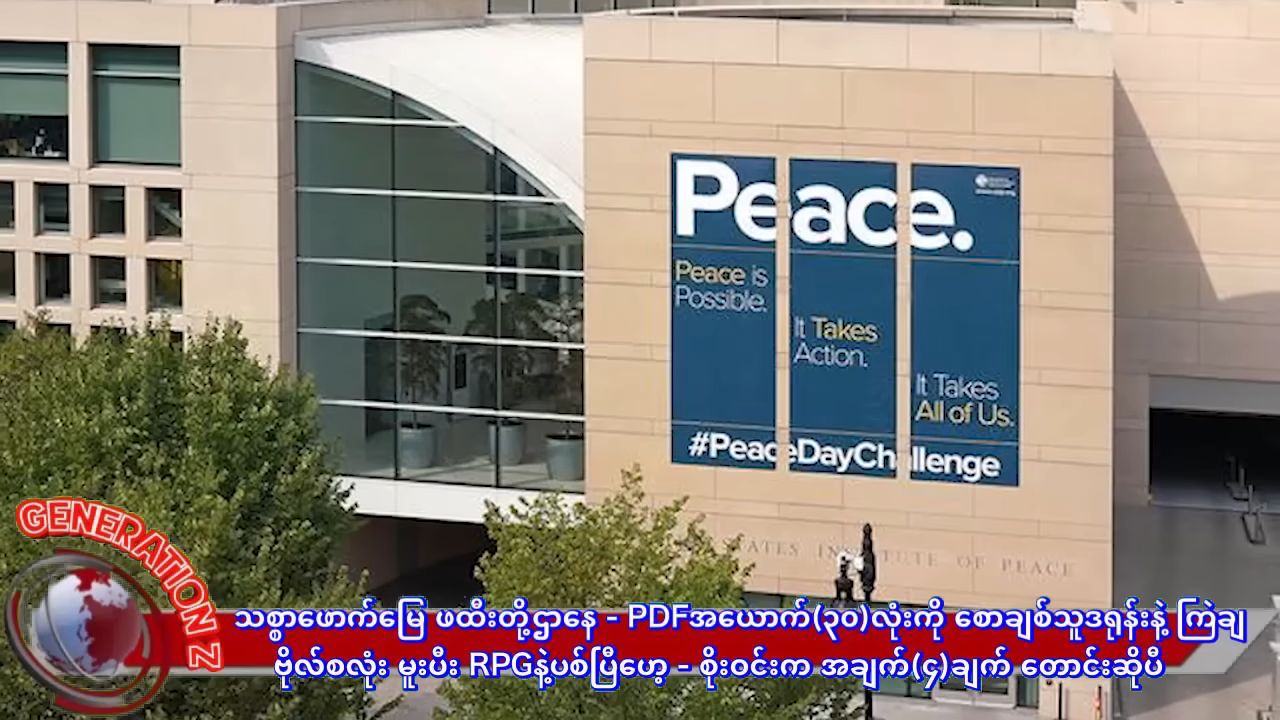 Peace.
Peace is
Possible.
It Takes
Action.
It Takes
All of Us.
#PeaceDayChallenge
INSTITUTE OF PEACE
GENERATION Z
သစ္စာဖောက်မြေ ဖထီးတို့ဌာနေ - PDFအယောက်(၃၀)လုံးကို စောချစ်သူဒရုန်းနဲ့ ကြဲချ
ဗိုလ်စလုံး မူးပီး RPGနဲ့ပစ်ပြီဟေ့ - စိုးဝင်းက အချက်(၄)ချက် တောင်းဆိုပီ